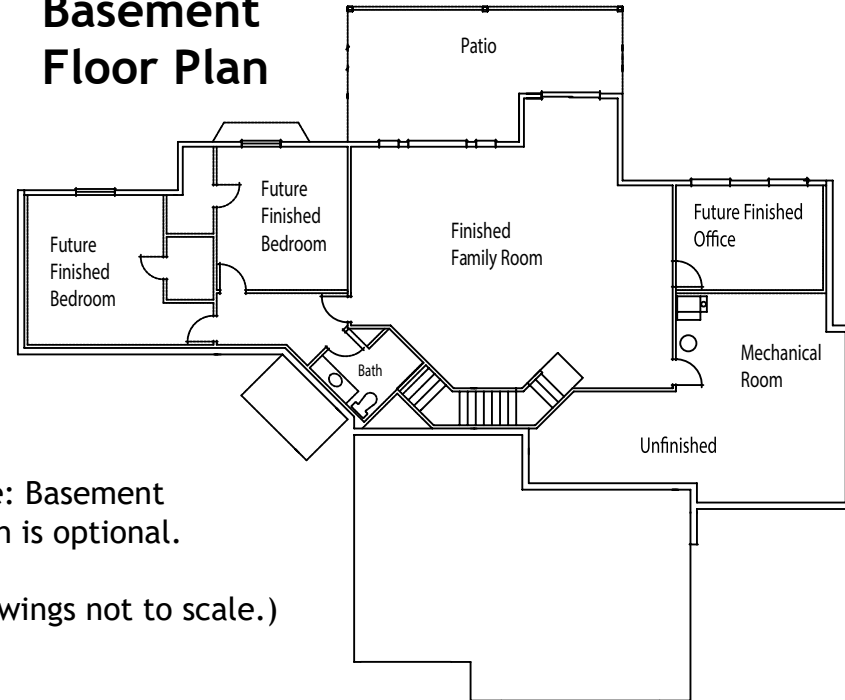 Basement
Floor Plan
Patio
Future
Finished
Bedroom
Future
Finished
Bedroom
Finished
Family Room
Future Finished
Office
Mechanical
Room
Bath
Unfinished
: Basement
is optional.
not to scale.)